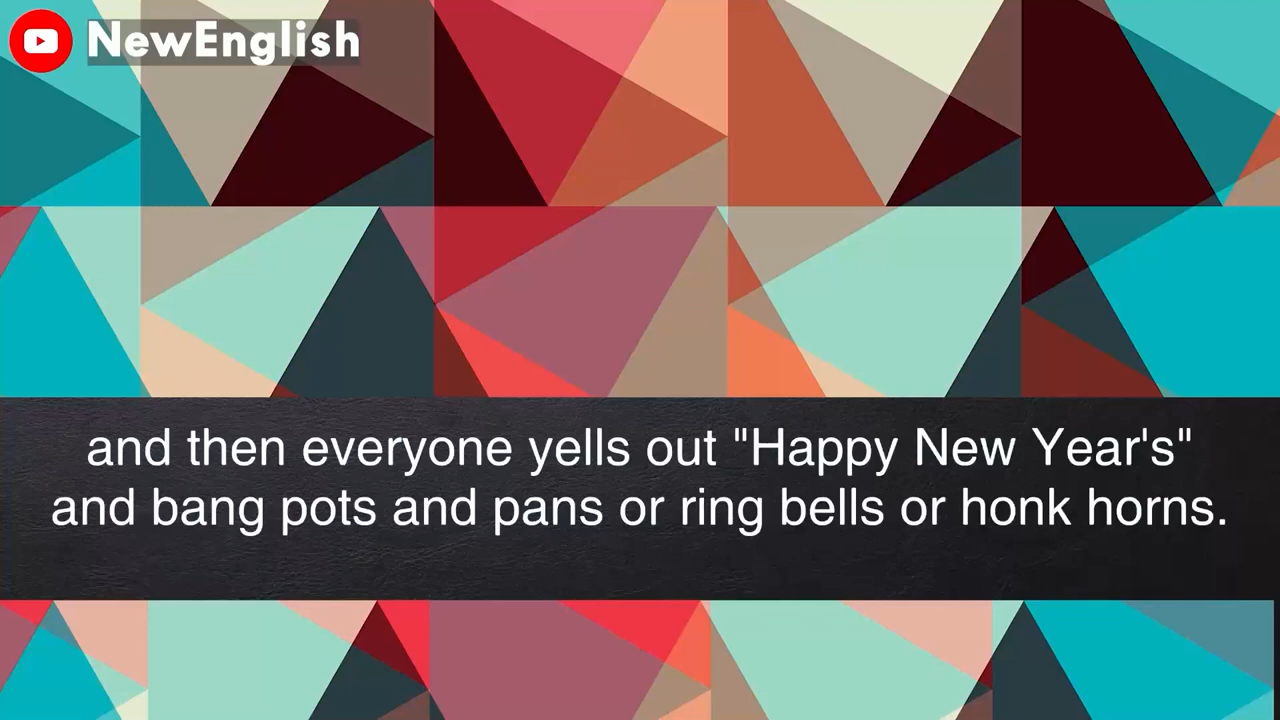 NewEnglish
and then everyone yells out "Happy New Year's"
and bang pots and pans or ring bells or honk horns.